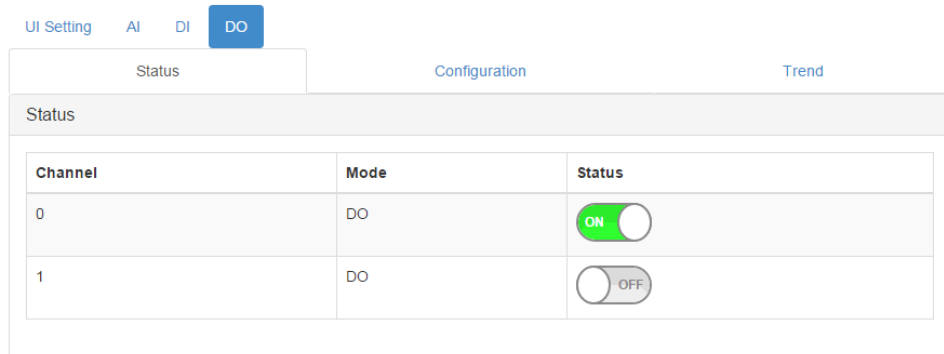 UI Setting AI DI DO
Status Configuration Trend
Status
Channel Mode Status
0 DO ON
1 DO OFF